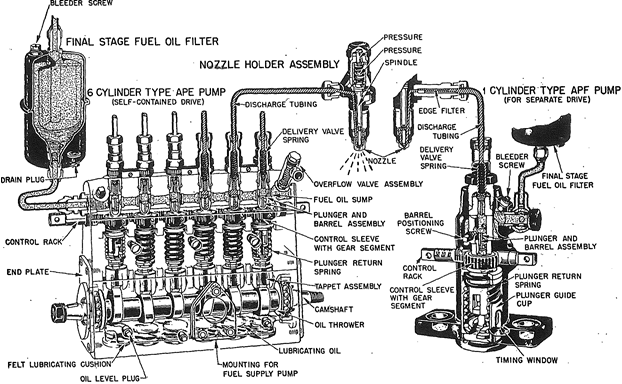 BLEEDER SCREW
FINAL STAGE FUEL OIL FILTER
NOZZLE HOLDER ASSEMBLY
PRESSURE
PRESSURE
SPINDLE
6 CYLINDER TYPE APE PUMP
(SELF-CONTAINED DRIVE)
DISCHARGE TUBING
EDGE FILTER
1 CYLINDER TYPE APF PUMP
(FOR SEPARATE DRIVE)
DELIVERY VALVE
SPRING
NOZZLE
DISCHARGE
TUBING
DELIVERY
VALVE
SPRING
BLEEDER
SCREW
FINAL STAGE
FUEL OIL FILTER
DRAIN PLUG
OVERFLOW VALVE ASSEMBLY
FUEL OIL SUMP
PLUNGER AND
BARREL ASSEMBLY
CONTROL RACK
CONTROL SLEEVE
WITH GEAR SEGMENT
END PLATE
PLUNGER RETURN
SPRING
TAPPET ASSEMBLY
CAMSHAFT
OIL THROWER
LUBRICATING OIL
FELT LUBRICATING CUSHION
OIL LEVEL PLUG
MOUNTING FOR
FUEL SUPPLY PUMP
BARREL
POSITIONING
SCREW
PLUNGER AND
BARREL ASSEMBLY
CONTROL
RACK
CONTROL SLEEVE
WITH GEAR
SEGMENT
PLUNGER RETURN
SPRING
PLUNGER GUIDE
CUP
TIMING WINDOW